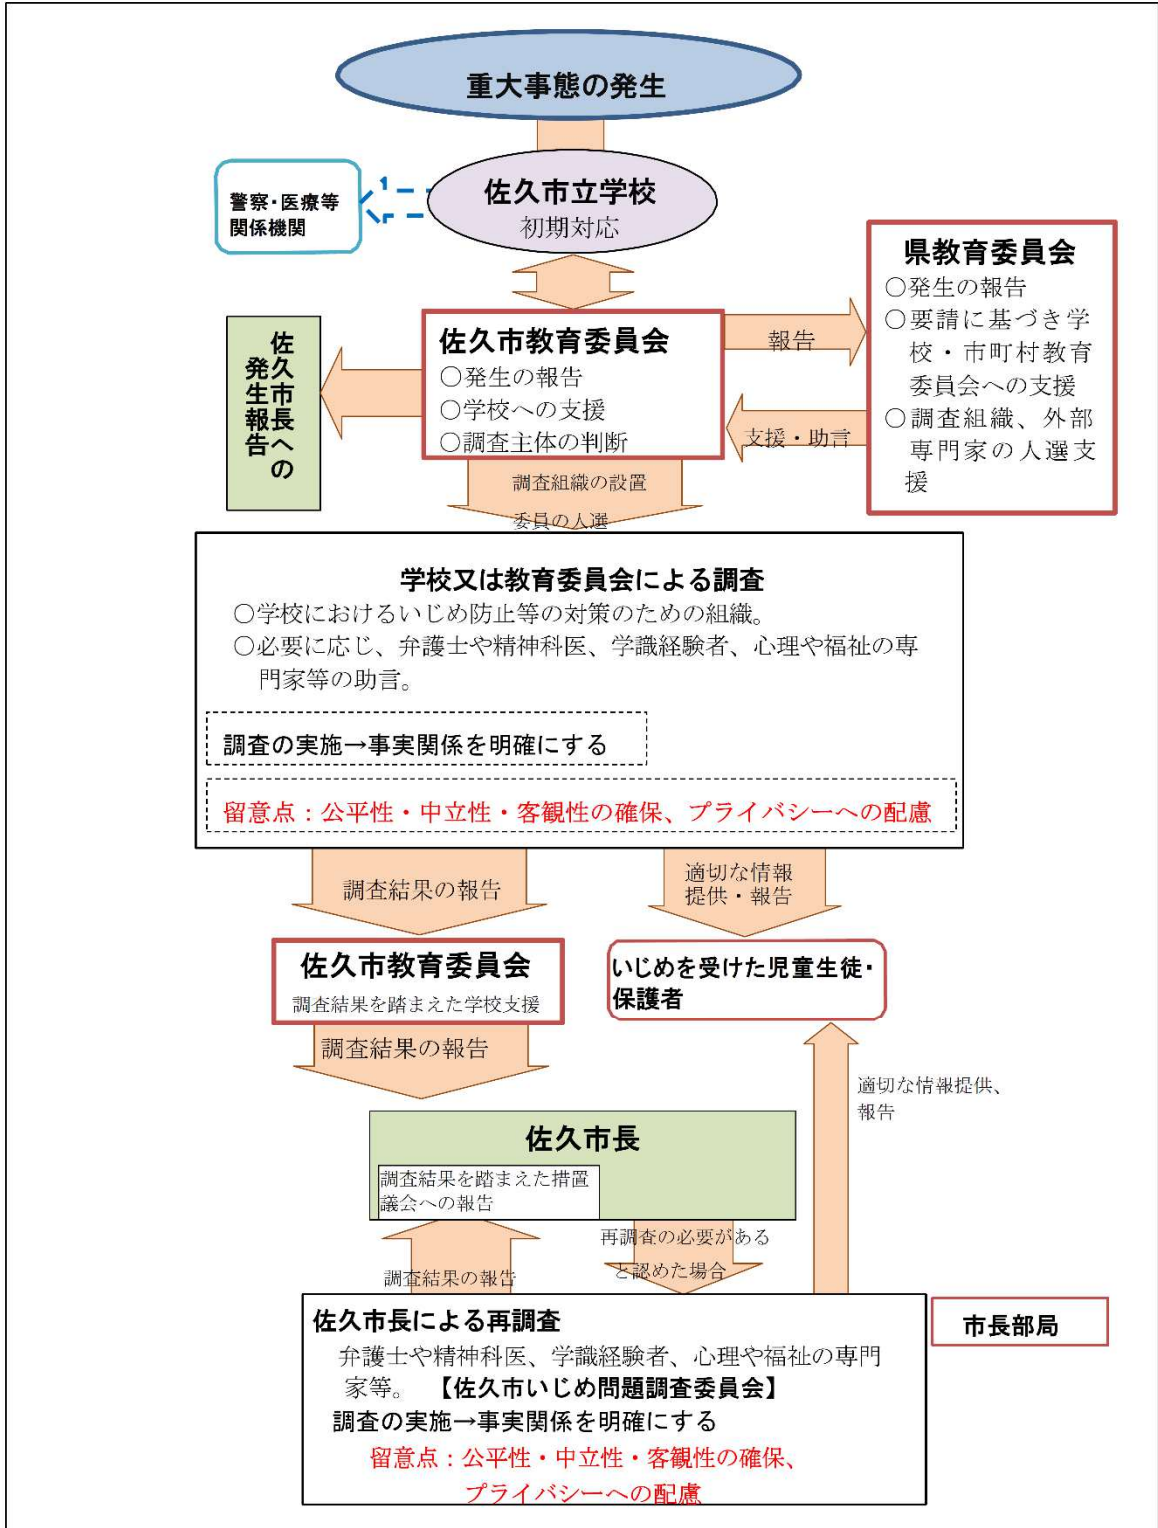 重大事態の発生
佐久市立学校
初期対応
警察・医療等
関係機関
県教育委員会
○発生の報告
○要請に基づき学
校・市町村教育
委員会への支援
○調査組織、外部
専門家の人選支
援
佐久市教育委員会
○発生の報告
○学校への支援
○調査主体の判断
報告
支援・助言
佐久市長への
発生報告
調査組織の設置
委員の人選
学校又は教育委員会による調査
○学校におけるいじめ防止等の対策のための組織。
○必要に応じ、弁護士や精神科医、学識経験者、心理や福祉の専
門家等の助言。
調査の実施→事実関係を明確にする
留意点：公平性・中立性・客観性の確保、プライバシーへの配慮
調査結果の報告
適切な情報
提供・報告
佐久市教育委員会
調査結果を踏まえた学校支援
いじめを受けた児童生徒・
保護者
調査結果の報告
適切な情報提供、
報告
佐久市長
調査結果を踏まえた措置
議会への報告
再調査の必要がある
と認めた場合
調査結果の報告
佐久市長による再調査
弁護士や精神科医、学識経験者、心理や福祉の専門
家等。　【佐久市いじめ問題調査委員会】
調査の実施→事実関係を明確にする
留意点：公平性・中立性・客観性の確保、
プライバシーへの配慮
市長部局